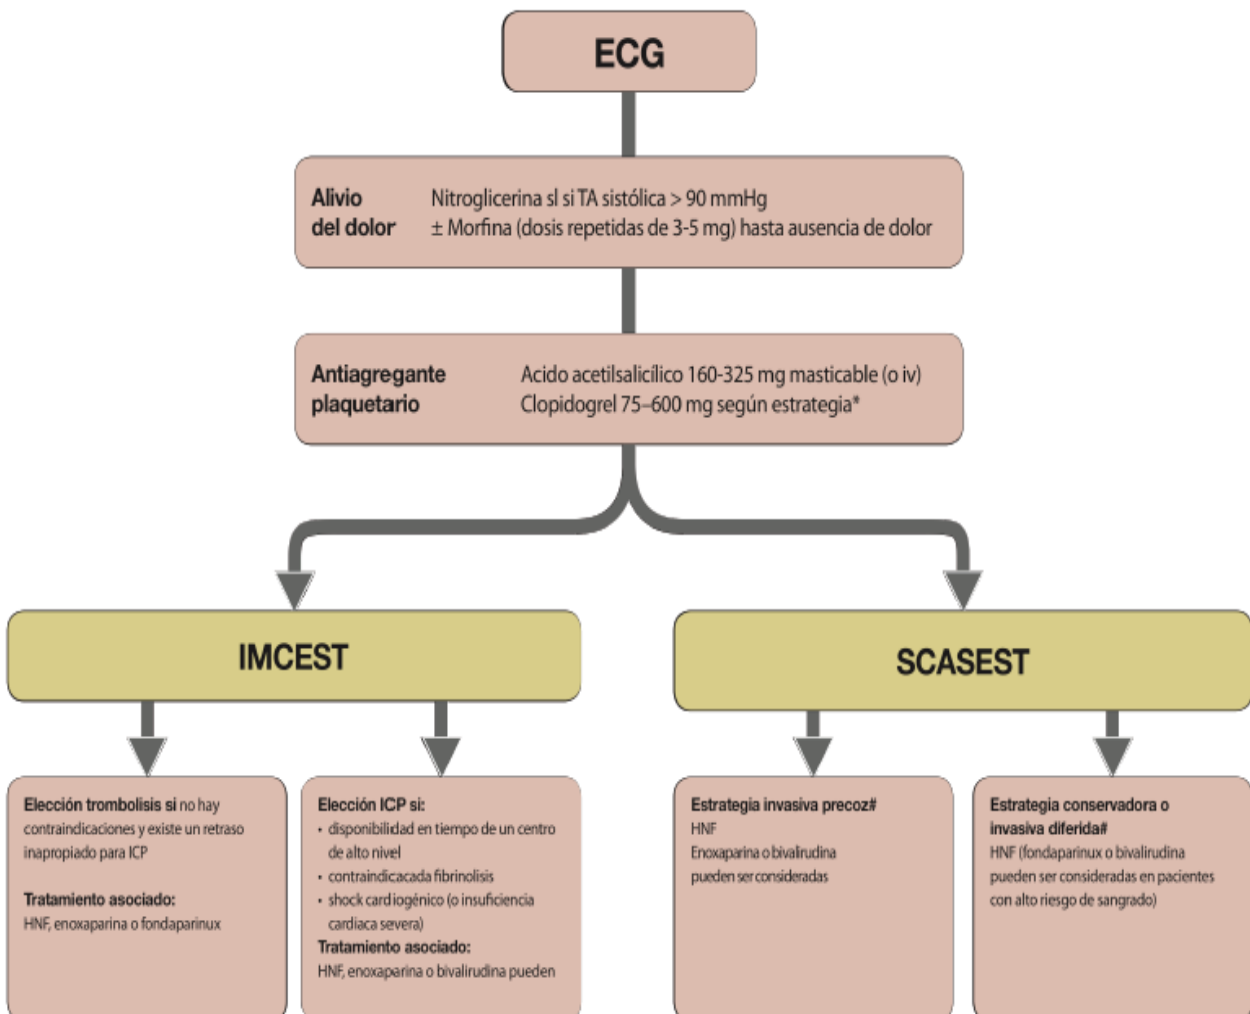 ECG
Alivio
del dolor
Nitroglicerina sl si TA sistólica > 90 mmHg
± Morfina (dosis repetidas de 3-5 mg) hasta ausencia de dolor
Antiagregante
plaquetario
Acido acetilsalicílico 160-325 mg masticable (o iv)
Clopidogrel 75–600 mg según estrategia*
IMCEST
SCASEST
Elección trombolisis si no hay
contraindicaciones y existe un retraso
inapropiado para ICP
Tratamiento asociado:
HNF, enoxaparina o fondaparinux
Elección ICP si:
• disponibilidad en tiempo de un centro
de alto nivel
• contraindicacada fibrinolisis
• shock cardiogénico (o insuficiencia
cardiaca severa)
Tratamiento asociado:
HNF, enoxaparina o bivalirudina pueden
Estrategia invasiva precoz#
HNF
Enoxaparina o bivalirudina
pueden ser consideradas
Estrategia conservadora o
invasiva diferida#
HNF (fondaparinux o bivalirudina
pueden ser consideradas en pacientes
con alto riesgo de sangrado)